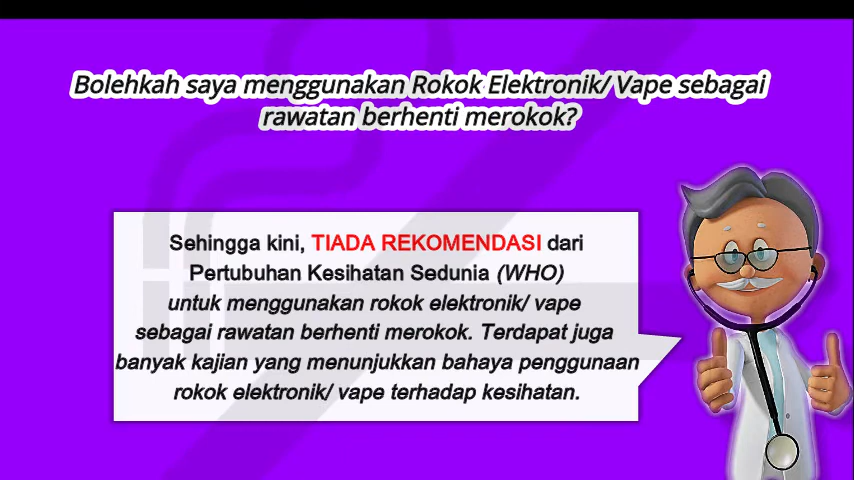 Bolehkah saya menggunakan Rokok Elektronik/ Vape sebagai
rawatan berhenti merokok?
Sehingga kini, TIADA REKOMENDASI dari
Pertubuhan Kesihatan Sedunia (WHO)
untuk menggunakan rokok elektronik/ vape
sebagai rawatan berhenti merokok. Terdapat juga
banyak kajian yang menunjukkan bahaya penggunaan
rokok elektronik/ vape terhadap kesihatan.